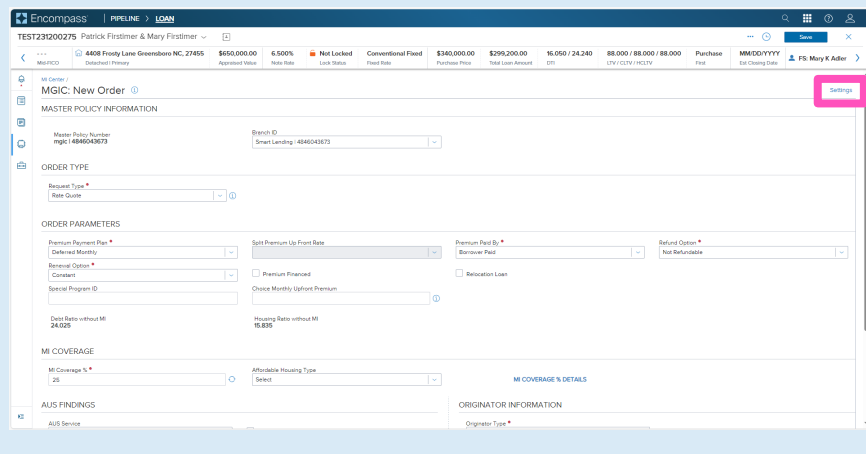 Encompass® PIPELINE > LOAN
TEST231200275 Patrick Firstimer & Mary Firstimer
--- 4408 Frosty Lane Greensboro NC, 27455 $650,000.00 6.500% Not Locked Conventional Fixed $340,000.00 $299,200.00 16.050 / 24.240 88.000 / 88.000 / 88.000 Purchase MM/DD/YYYY FS: Mary K Adler
Mid-FICO Detached | Primary Appraised Value Note Rate Lock Status Fixed Rate Purchase Price Total Loan Amount DTI LTV / CLTV / HCLTV First Est Closing Date
Save
MI Center /
MGIC: New Order
Settings
MASTER POLICY INFORMATION
Master Policy Number Branch ID
mgic | 4846043673 Smart Lending | 4846043673
ORDER TYPE
Request Type *
Rate Quote
ORDER PARAMETERS
Premium Payment Plan * Split Premium Up Front Rate Premium Paid By * Refund Option *
Deferred Monthly Borrower Paid Not Refundable
Renewal Option *
Constant Premium Financed Relocation Loan
Special Program ID Choice Monthly Upfront Premium
Debt Ratio without MI Housing Ratio without MI
24.025 15.835
MI COVERAGE
MI Coverage % * Affordable Housing Type
25 Select MI COVERAGE % DETAILS
AUS FINDINGS ORIGINATOR INFORMATION
AUS Service Originator Type *